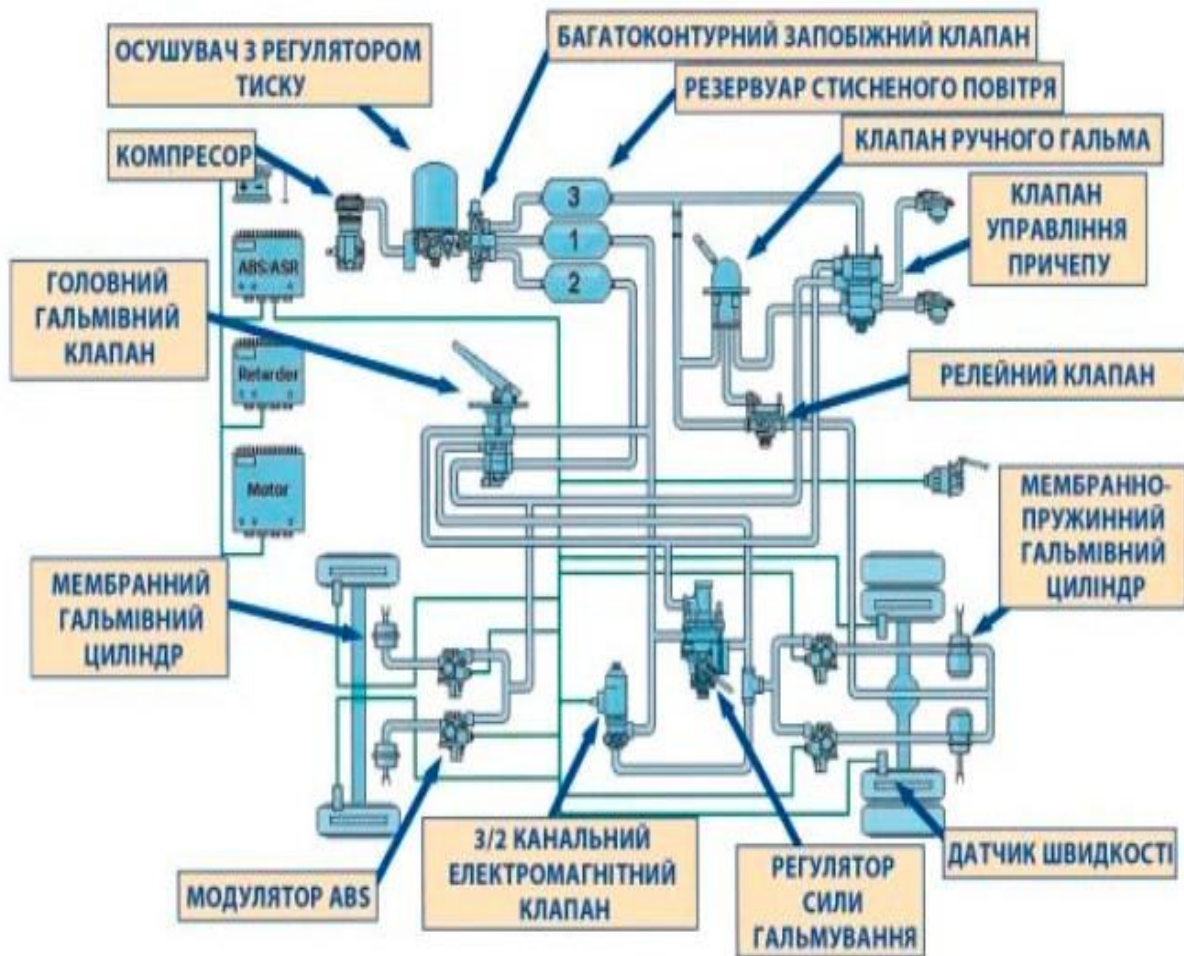 ОСУШУВАЧ З РЕГУЛЯТОРОМ
ТИСКУ
БАГАТОКОНТУРНИЙ ЗАПОБІЖНИЙ КЛАПАН
РЕЗЕРВУАР СТИСНЕНОГО ПОВІТРЯ
КОМПРЕСОР
КЛАПАН РУЧНОГО ГАЛЬМА
КЛАПАН
УПРАВЛІННЯ
ПРИЧЕПУ
3
1
2
ABS/ASR
ГОЛОВНИЙ
ГАЛЬМІВНИЙ
КЛАПАН
Retarder
РЕЛЕЙНИЙ КЛАПАН
Motor
МЕМБРАННО-
ПРУЖИННИЙ
ГАЛЬМІВНИЙ
ЦИЛІНДР
МЕМБРАННИЙ
ГАЛЬМІВНИЙ
ЦИЛІНДР
МОДУЛЯТОР ABS
3/2 КАНАЛЬНИЙ
ЕЛЕКТРОМАГНІТНИЙ
КЛАПАН
РЕГУЛЯТОР
СИЛИ
ГАЛЬМУВАННЯ
ДАТЧИК ШВИДКОСТІ